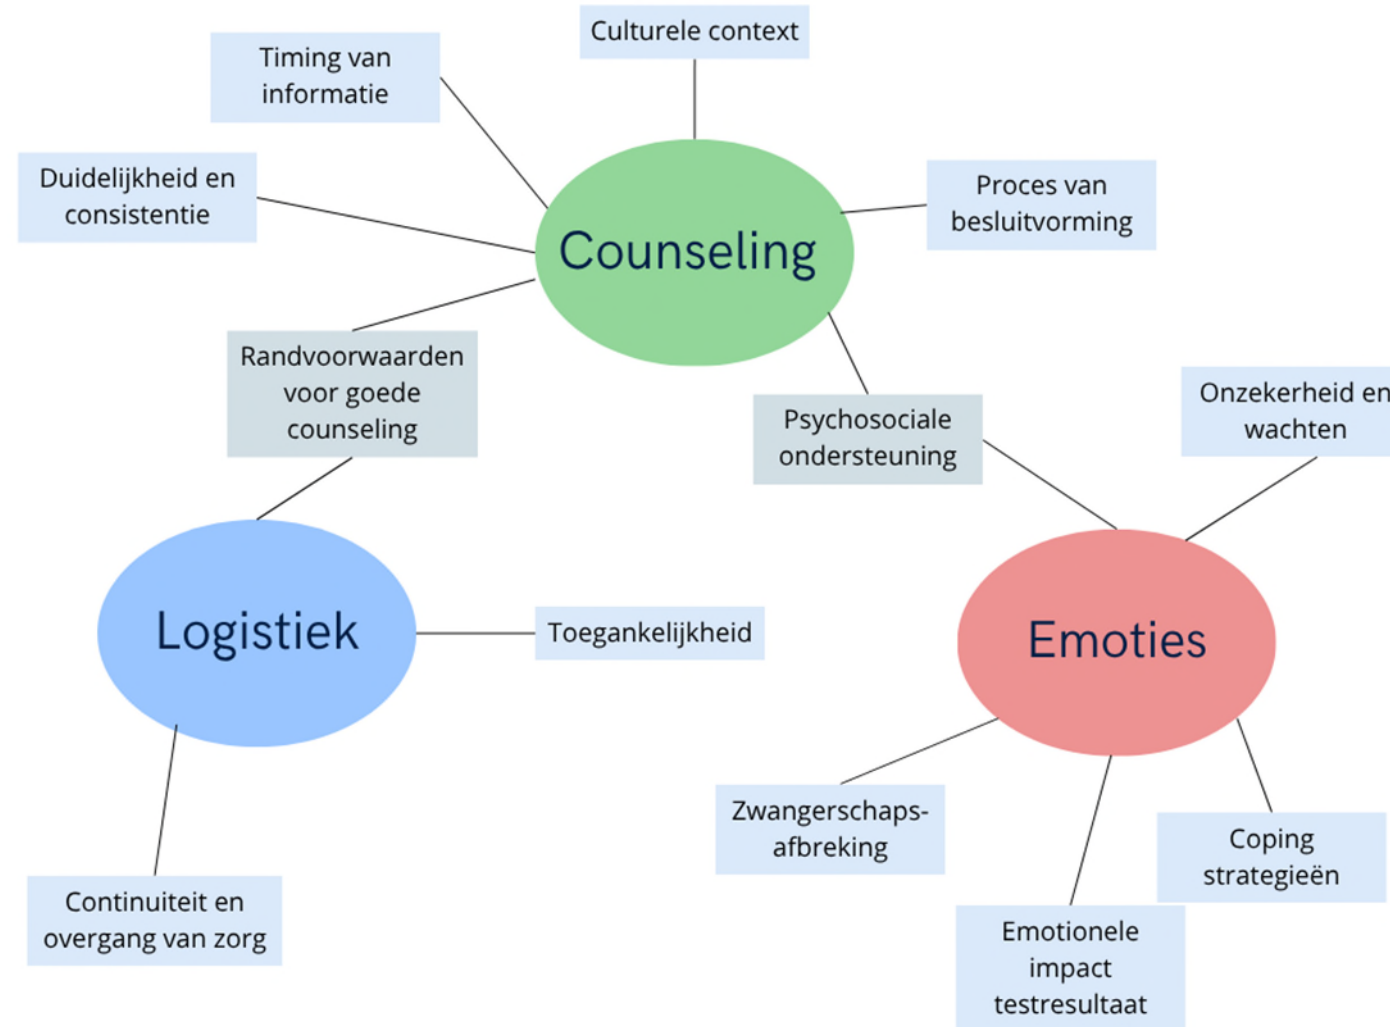 Culturele context
Timing van
informatie
Duidelijkheid en
consistentie
Proces van
besluitvorming
Counseling
Randvoorwaarden
voor goede
counseling
Psychosociale
ondersteuning
Onzekerheid en
wachten
Logistiek
Toegankelijkheid
Emoties
Zwangerschaps-
afbreking
Coping
strategieën
Continuiteit en
overgang van zorg
Emotionele
impact
testresultaat